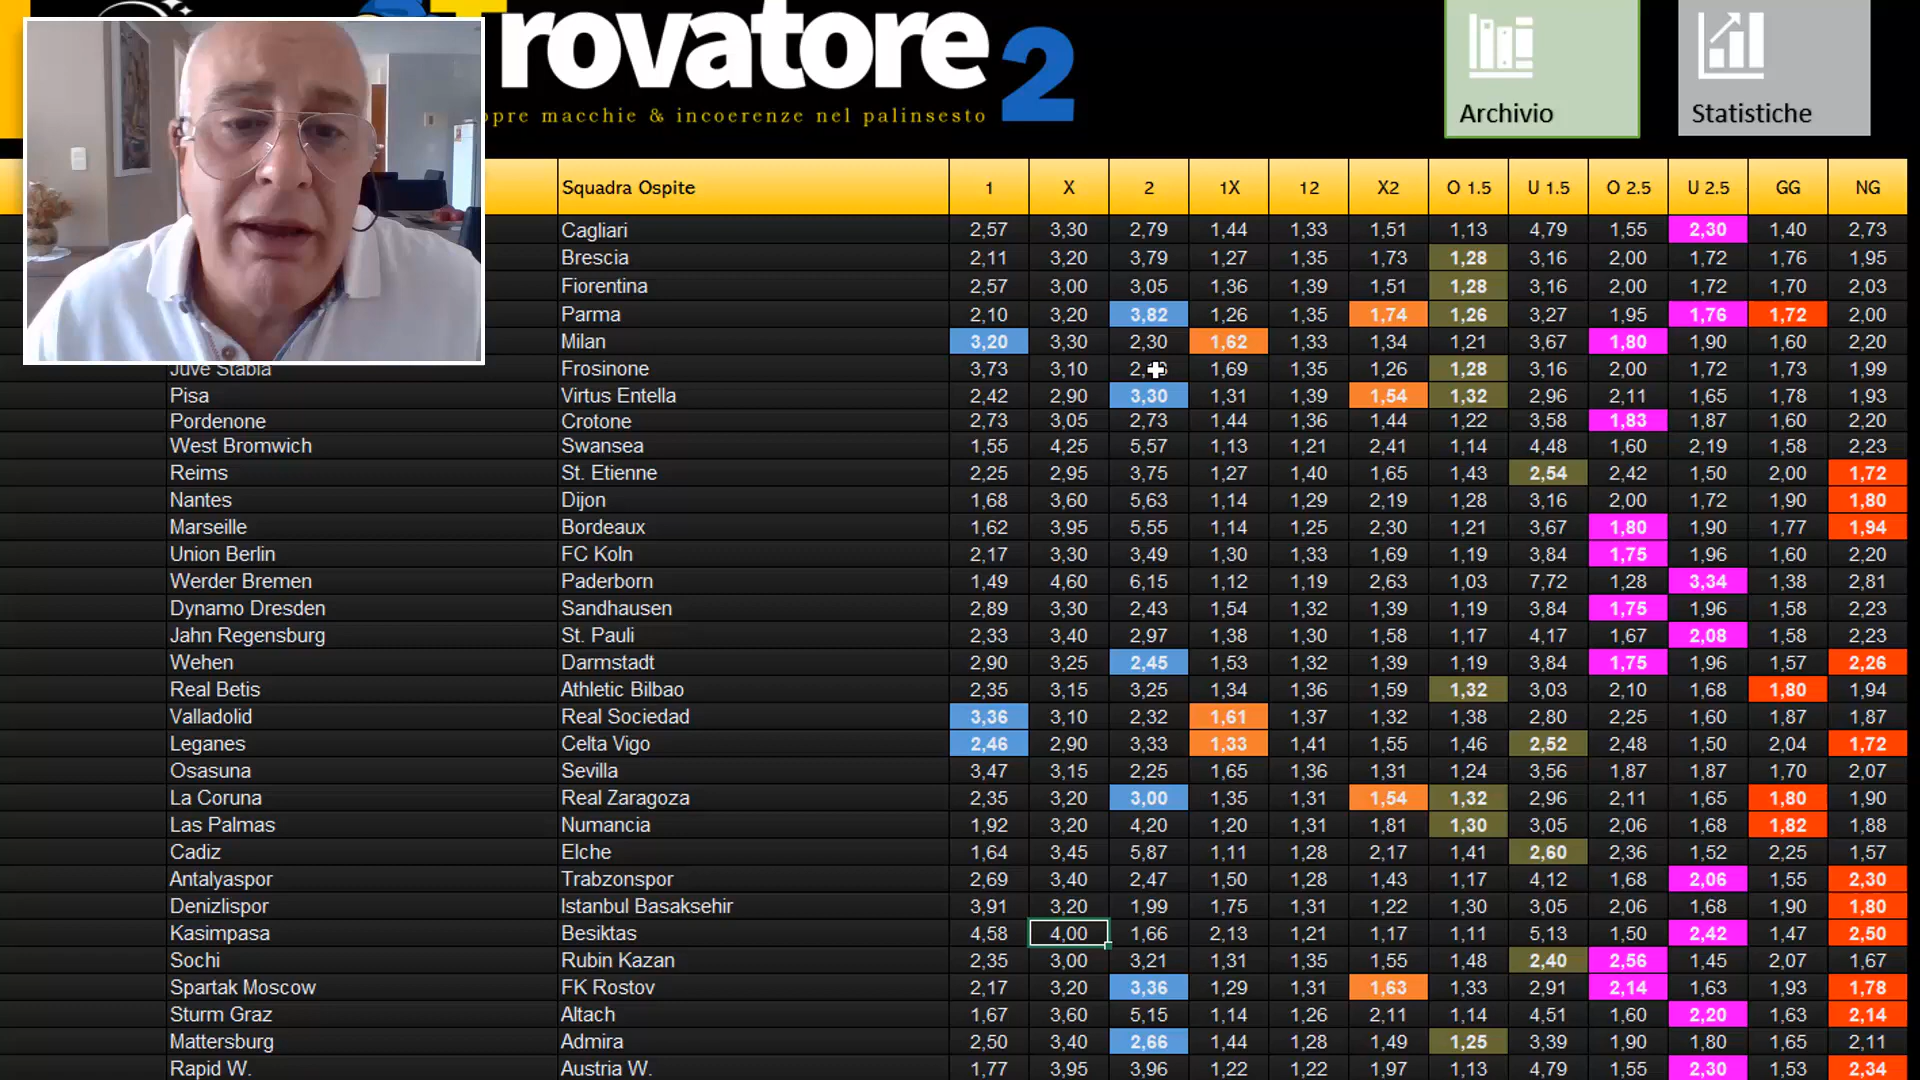 Trovatore 2
opre macchie & incoerenze nel palinsesto
Archivio
Statistiche
Squadra Ospite 1 X 2 1X 12 X2 O 1.5 U 1.5 O 2.5 U 2.5 GG NG
Cagliari 2,57 3,30 2,79 1,44 1,33 1,51 1,13 4,79 1,55 2,30 1,40 2,73
Brescia 2,11 3,20 3,79 1,27 1,35 1,73 1,28 3,16 2,00 1,72 1,76 1,95
Fiorentina 2,57 3,00 3,05 1,36 1,39 1,51 1,28 3,16 2,00 1,72 1,70 2,03
Parma 2,10 3,20 3,82 1,26 1,35 1,74 1,26 3,27 1,95 1,76 1,72 2,00
Milan 3,20 3,30 2,30 1,62 1,33 1,34 1,21 3,67 1,80 1,90 1,60 2,20
Juve Stabia Frosinone 3,73 3,10 1,69 1,35 1,26 1,28 3,16 2,00 1,72 1,73 1,99
Pisa Virtus Entella 2,42 2,90 3,30 1,31 1,39 1,54 1,32 2,96 2,11 1,65 1,78 1,93
Pordenone Crotone 2,73 3,05 2,73 1,44 1,36 1,44 1,22 3,58 1,83 1,87 1,60 2,20
West Bromwich Swansea 1,55 4,25 5,57 1,13 1,21 2,41 1,14 4,48 1,60 2,19 1,58 2,23
Reims St. Etienne 2,25 2,95 3,75 1,27 1,40 1,65 1,43 2,54 2,42 1,50 2,00 1,72
Nantes Dijon 1,68 3,60 5,63 1,14 1,29 2,19 1,28 3,16 2,00 1,72 1,90 1,80
Marseille Bordeaux 1,62 3,95 5,55 1,14 1,25 2,30 1,21 3,67 1,80 1,90 1,77 1,94
Union Berlin FC Koln 2,17 3,30 3,49 1,30 1,33 1,69 1,19 3,84 1,75 1,96 1,60 2,20
Werder Bremen Paderborn 1,49 4,60 6,15 1,12 1,19 2,63 1,03 7,72 1,28 3,34 1,38 2,81
Dynamo Dresden Sandhausen 2,89 3,30 2,43 1,54 1,32 1,39 1,19 3,84 1,75 1,96 1,58 2,23
Jahn Regensburg St. Pauli 2,33 3,40 2,97 1,38 1,30 1,58 1,17 4,17 1,67 2,08 1,58 2,23
Wehen Darmstadt 2,90 3,25 2,45 1,53 1,32 1,39 1,19 3,84 1,75 1,96 1,57 2,26
Real Betis Athletic Bilbao 2,35 3,15 3,25 1,34 1,36 1,59 1,32 3,03 2,10 1,68 1,80 1,94
Valladolid Real Sociedad 3,36 3,10 2,32 1,61 1,37 1,32 1,38 2,80 2,25 1,60 1,87 1,87
Leganes Celta Vigo 2,46 2,90 3,33 1,33 1,41 1,55 1,46 2,52 2,48 1,50 2,04 1,72
Osasuna Sevilla 3,47 3,15 2,25 1,65 1,36 1,31 1,24 3,56 1,87 1,87 1,70 2,07
La Coruna Real Zaragoza 2,35 3,20 3,00 1,35 1,31 1,54 1,32 2,96 2,11 1,65 1,80 1,90
Las Palmas Numancia 1,92 3,20 4,20 1,20 1,31 1,81 1,30 3,05 2,06 1,68 1,82 1,88
Cadiz Elche 1,64 3,45 5,87 1,11 1,28 2,17 1,41 2,60 2,36 1,52 2,25 1,57
Antalyaspor Trabzonspor 2,69 3,40 2,47 1,50 1,28 1,43 1,17 4,12 1,68 2,06 1,55 2,30
Denizlispor Istanbul Basaksehir 3,91 3,20 1,99 1,75 1,31 1,22 1,30 3,05 2,06 1,68 1,90 1,80
Kasimpasa Besiktas 4,58 4,00 1,66 2,13 1,21 1,17 1,11 5,13 1,50 2,42 1,47 2,50
Sochi Rubin Kazan 2,35 3,00 3,21 1,31 1,35 1,55 1,48 2,40 2,56 1,45 2,07 1,67
Spartak Moscow FK Rostov 2,17 3,20 3,36 1,29 1,31 1,63 1,33 2,91 2,14 1,63 1,93 1,78
Sturm Graz Altach 1,67 3,60 5,15 1,14 1,26 2,11 1,14 4,51 1,60 2,20 1,63 2,14
Mattersburg Admira 2,50 3,40 2,66 1,44 1,28 1,49 1,25 3,39 1,90 1,80 1,65 2,11
Rapid W. Austria W. 1,77 3,95 3,96 1,22 1,22 1,97 1,13 4,79 1,55 2,30 1,53 2,34